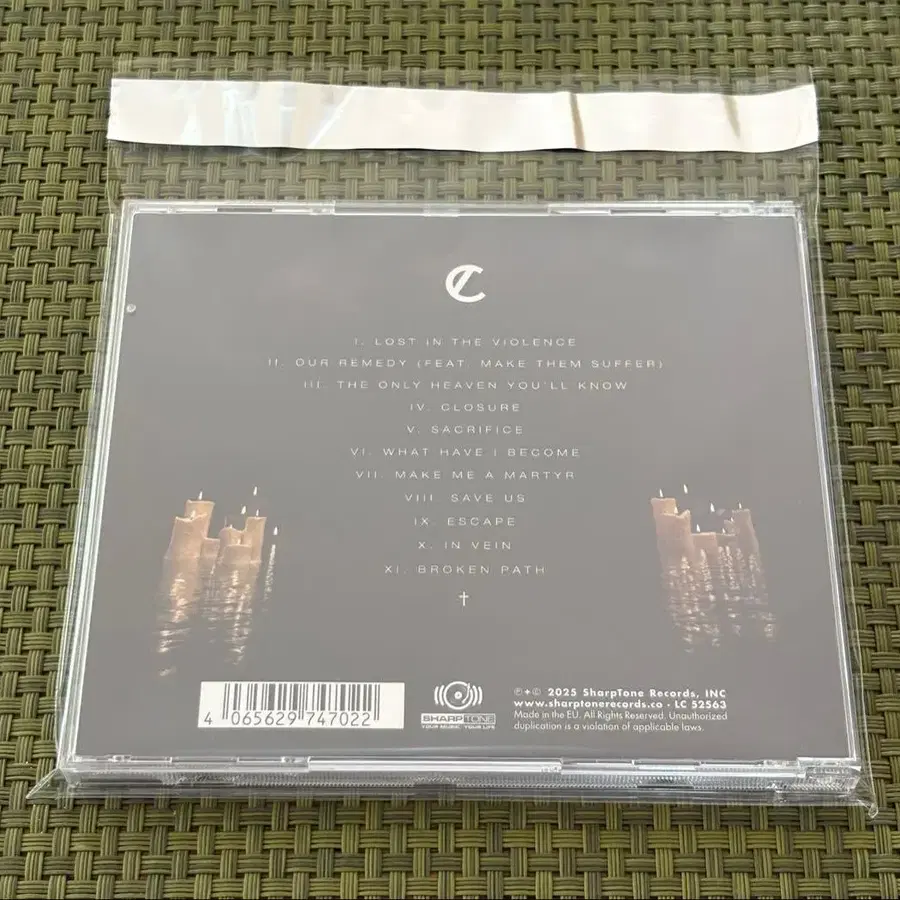 I. LOST IN THE VIOLENCE
II. OUR REMEDY (FEAT. MAKE THEM SUFFER)
III. THE ONLY HEAVEN YOU'LL KNOW
IV. CLOSURE
V. SACRIFICE
VI. WHAT HAVE I BECOME
VII. MAKE ME A MARTYR
VIII. SAVE US
IX. ESCAPE
X. IN VEIN
XI. BROKEN PATH
4 065629 747022
SHARPTONE
YOUR MUSIC, YOUR LIFE
℗+© 2025 SharpTone Records, INC
www.sharptonerecords.co · LC 52563
Made in the EU. All Rights Reserved. Unauthorized
duplication is a violation of applicable laws.